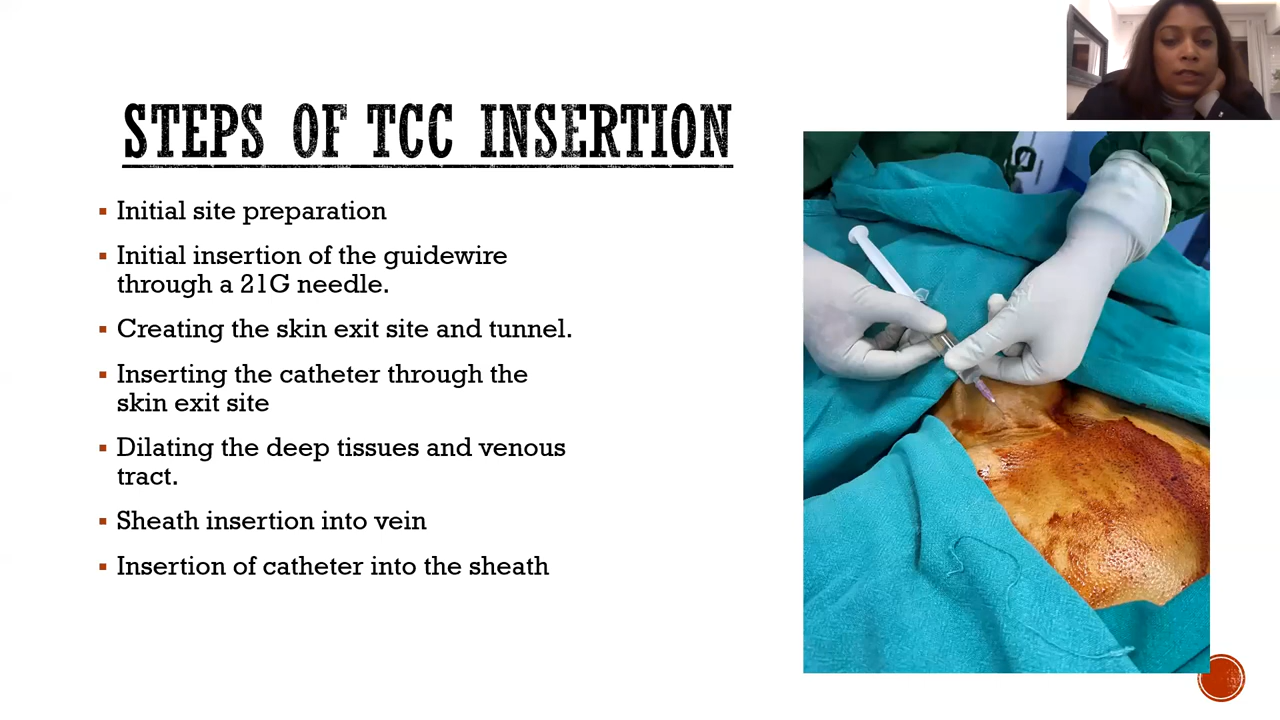 STEPS OF TCC INSERTION
Initial site preparation
Initial insertion of the guidewire
through a 21G needle.
Creating the skin exit site and tunnel.
Inserting the catheter through the
skin exit site
Dilating the deep tissues and venous
tract.
Sheath insertion into vein
Insertion of catheter into the sheath